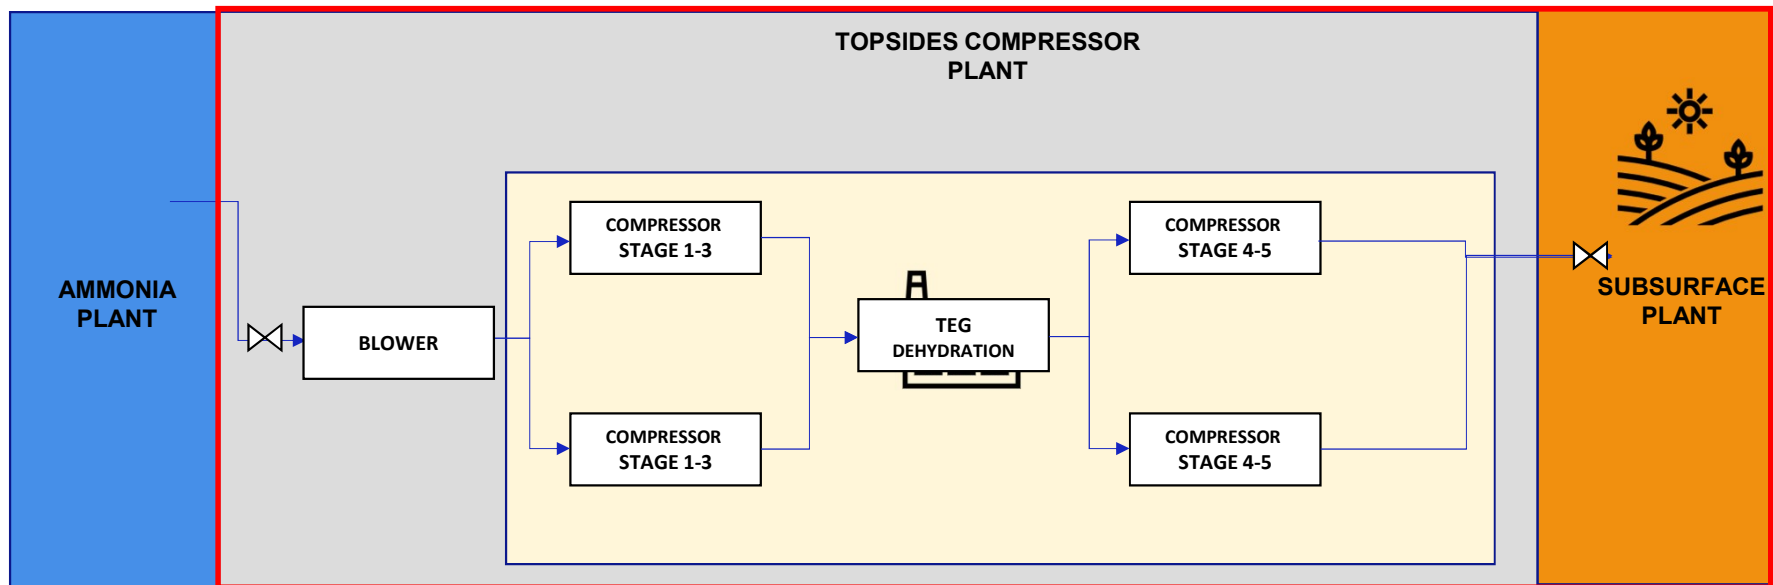 TOPSIDES COMPRESSOR
PLANT
AMMONIA
PLANT
BLOWER
COMPRESSOR
STAGE 1-3
COMPRESSOR
STAGE 1-3
TEG
DEHYDRATION
COMPRESSOR
STAGE 4-5
COMPRESSOR
STAGE 4-5
SUBSURFACE
PLANT